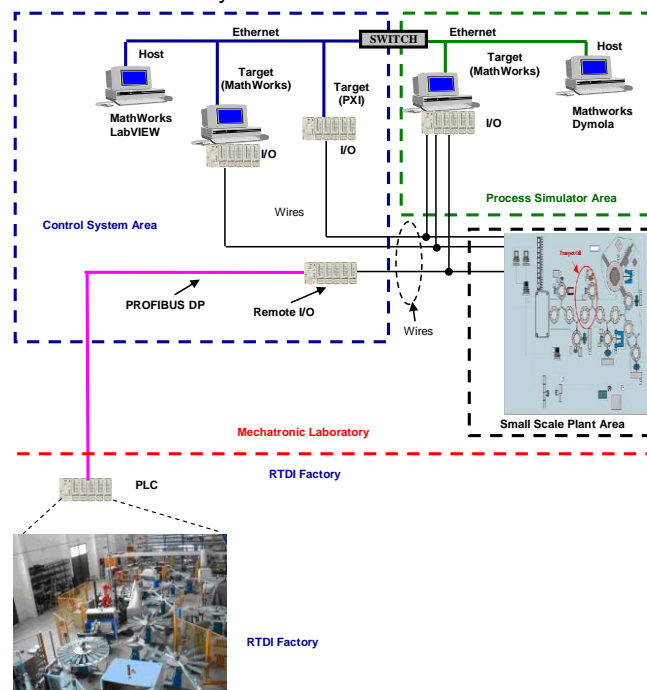 Ethernet
SWITCH
Ethernet
Host
Target
(MathWorks)
Target
(PXI)
Target
(MathWorks)
Host
MathWorks
LabVIEW
I/O
I/O
I/O
Mathworks
Dymola
Process Simulator Area
Control System Area
Wires
PROFIBUS DP
Remote I/O
Wires
Small Scale Plant Area
Mechatronic Laboratory
RTDI Factory
PLC
RTDI Factory